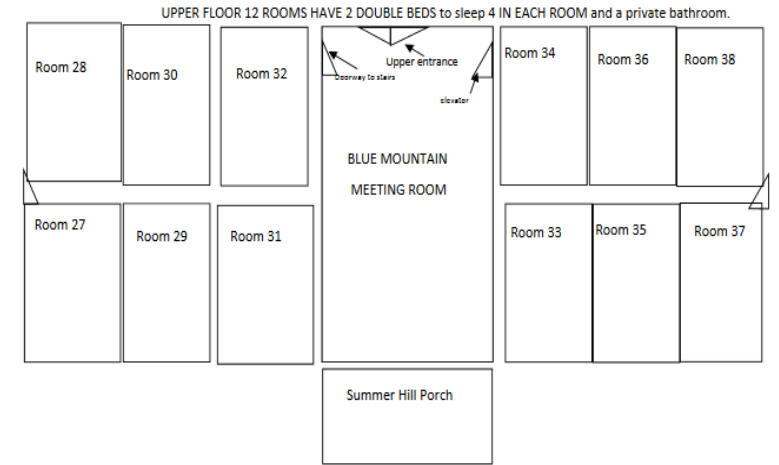 UPPER FLOOR 12 ROOMS HAVE 2 DOUBLE BEDS to sleep 4 IN EACH ROOM and a private bathroom.
Room 28
Room 30
Room 32
Upper entrance
Doorway to stairs
elevator
Room 34
Room 36
Room 38
BLUE MOUNTAIN
MEETING ROOM
Room 27
Room 29
Room 31
Room 33
Room 35
Room 37
Summer Hill Porch